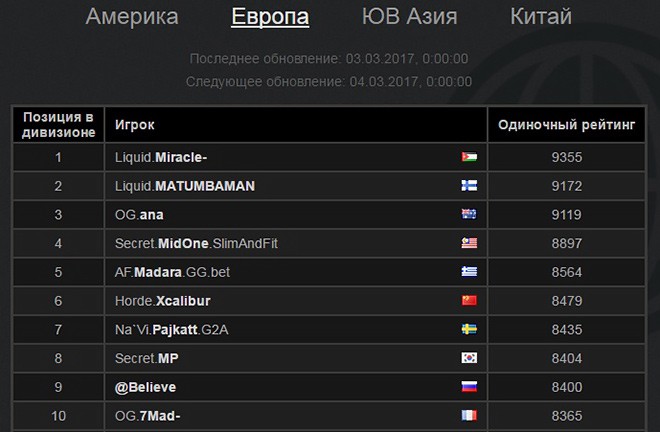 Америка Европа ЮВ Азия Китай
Последнее обновление: 03.03.2017, 0:00:00
Следующее обновление: 04.03.2017, 0:00:00
Позиция в дивизионе Игрок Одиночный рейтинг
1 Liquid.Miracle- 9355
2 Liquid.MATUMBAMAN 9172
3 OG.ana 9119
4 Secret.MidOne.SlimAndFit 8897
5 AF.Madara.GG.bet 8564
6 Horde.Xcalibur 8479
7 Na`Vi.Pajkatt.G2A 8435
8 Secret.MP 8404
9 @Believe 8400
10 OG.7Mad- 8365